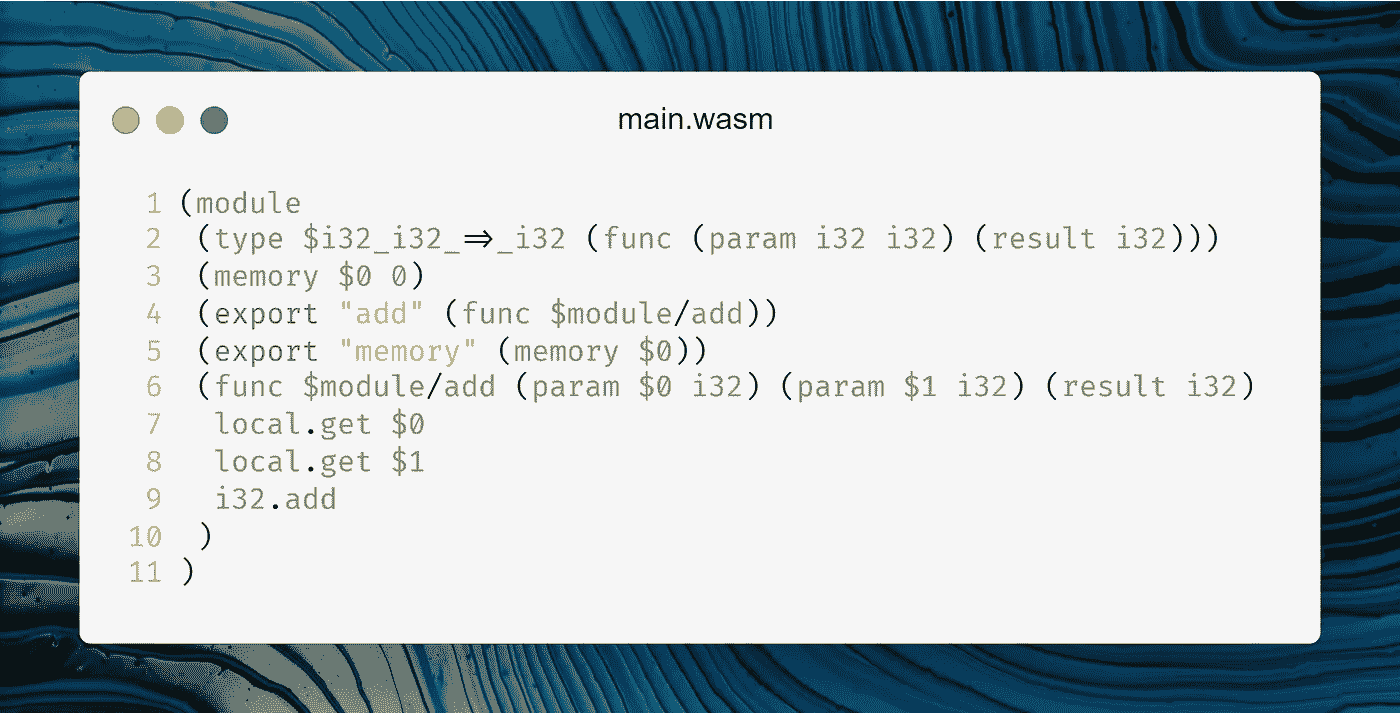 main.wasm
1 (module
2  (type $i32_i32_=>_i32 (func (param i32 i32) (result i32)))
3  (memory $0 0)
4  (export "add" (func $module/add))
5  (export "memory" (memory $0))
6  (func $module/add (param $0 i32) (param $1 i32) (result i32)
7   local.get $0
8   local.get $1
9   i32.add
10  )
11 )